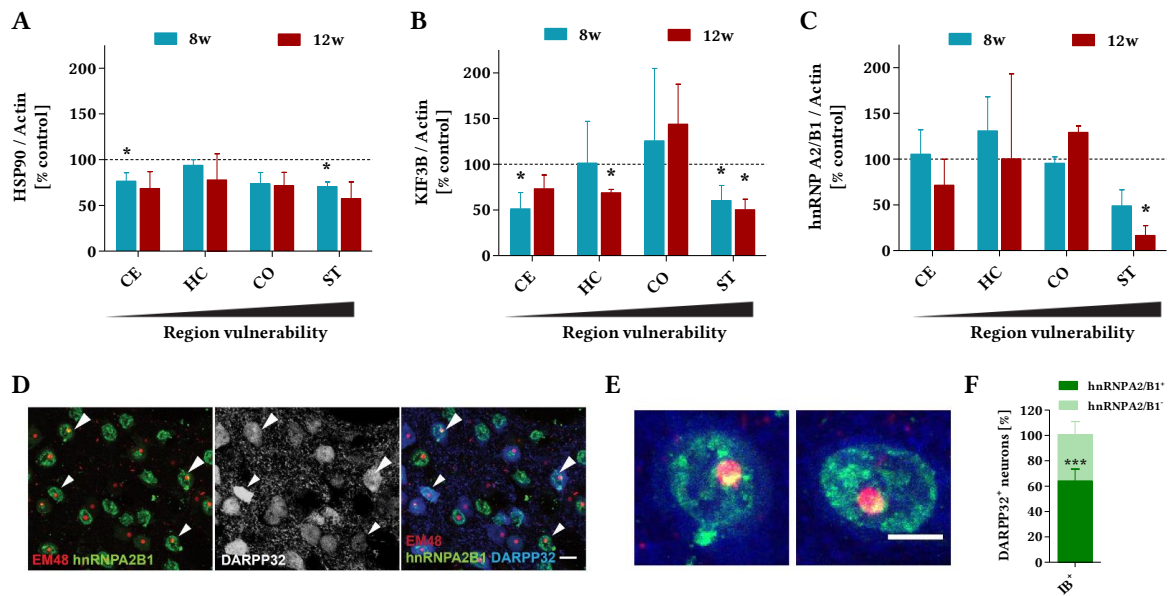 A
8w 12w
HSP90 / Actin
[% control]
200
150
100
50
0
*
*
CE HC CO ST
Region vulnerability
B
8w 12w
KIF3B / Actin
[% control]
200
150
100
50
0
*
*
*
*
CE HC CO ST
Region vulnerability
C
8w 12w
hnRNP A2/B1 / Actin
[% control]
200
150
100
50
0
*
CE HC CO ST
Region vulnerability
D
EM48 hnRNPA2B1
DARPP32
EM48
hnRNPA2B1 DARPP32
E
F
hnRNPA2/B1⁺
hnRNPA2/B1⁻
DARPP32⁺ neurons [%]
120
100
80
60
40
20
0
***
IB⁺